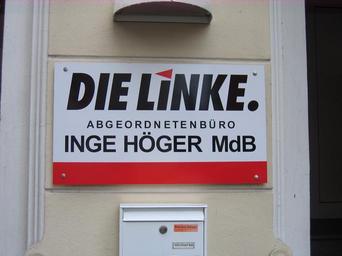 DIE LINKE.
ABGEORDNETENBÜRO
INGE HÖGER MdB